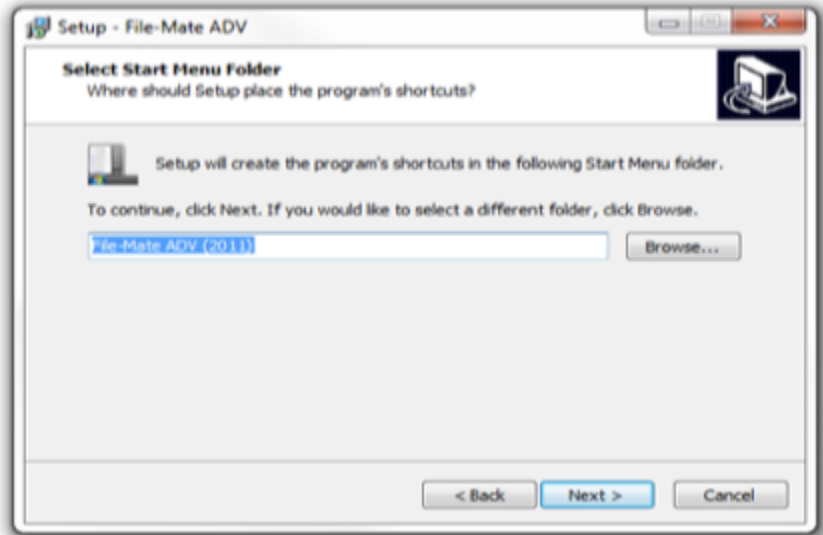 Setup - File-Mate ADV
Select Start Menu Folder
Where should Setup place the program's shortcuts?
Setup will create the program's shortcuts in the following Start Menu folder.
To continue, click Next. If you would like to select a different folder, click Browse.
File-Mate ADV (2011)
Browse...
< Back
Next >
Cancel